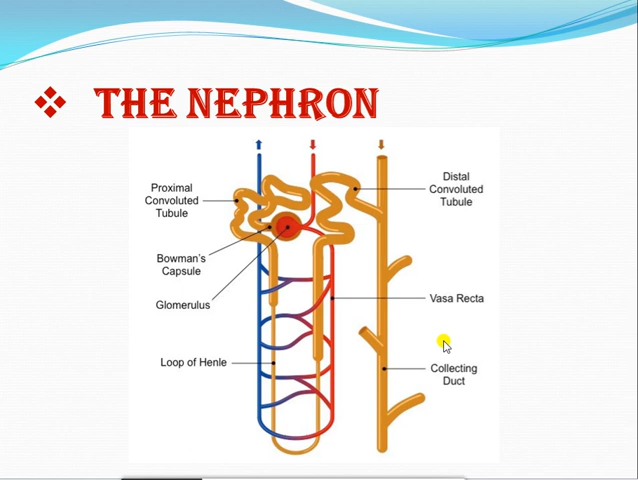 THE NEPHRON
Proximal
Convoluted
Tubule
Distal
Convoluted
Tubule
Bowman's
Capsule
Glomerulus
Vasa Recta
Loop of Henle
Collecting
Duct